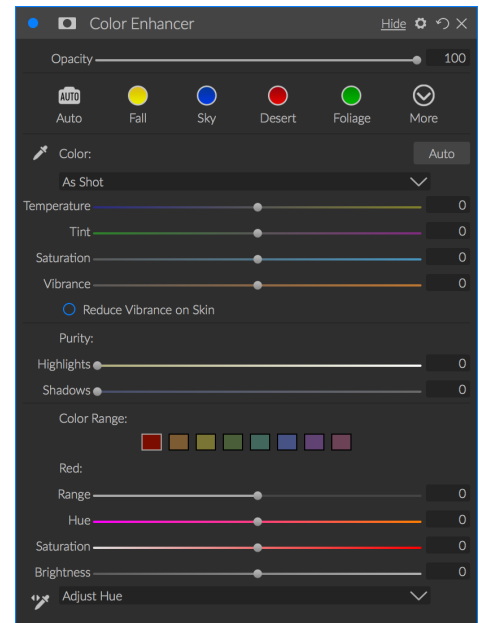 Color Enhancer Hide
Opacity 100
AUTO
Auto Fall Sky Desert Foliage More
Color: Auto
As Shot
Temperature 0
Tint 0
Saturation 0
Vibrance 0
Reduce Vibrance on Skin
Purity:
Highlights 0
Shadows 0
Color Range:
Red:
Range 0
Hue 0
Saturation 0
Brightness 0
Adjust Hue